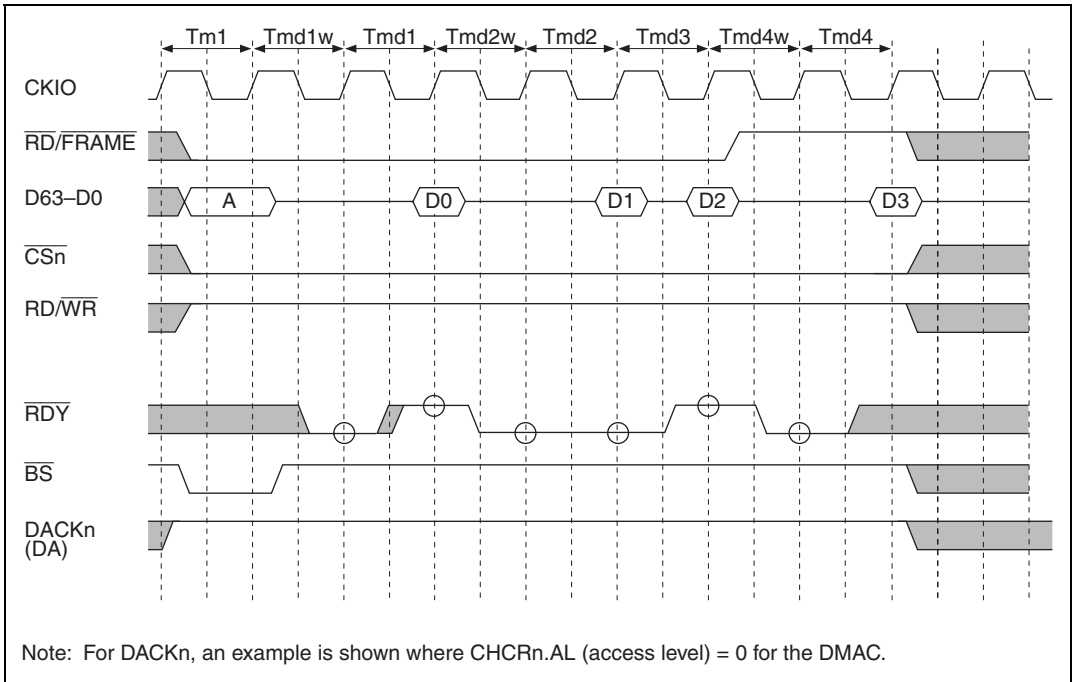 Tm1 Tmd1w Tmd1 Tmd2w Tmd2 Tmd3 Tmd4w Tmd4
CKIO
RD/FRAME
D63–D0 A D0 D1 D2 D3
CSn
RD/WR
RDY
BS
DACKn
(DA)
Note: For DACKn, an example is shown where CHCRn.AL (access level) = 0 for the DMAC.